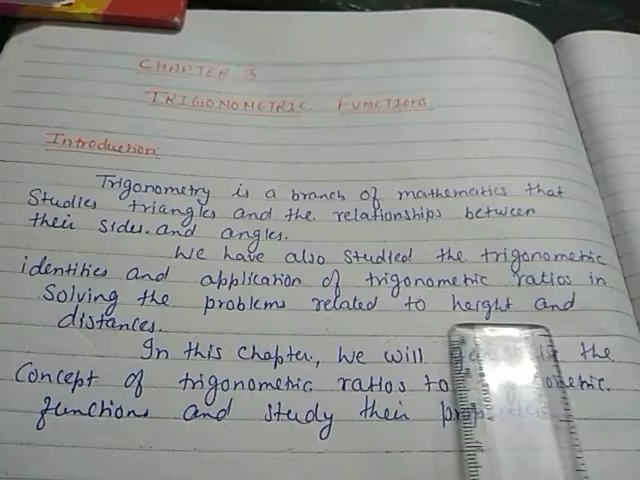 CHAPTER 3
TRIGONOMETRIC FUNCTIONS
Introduction:
Trigonometry is a branch of mathematics that
Studies triangles and the relationships between
their sides.and angles.
We have also studied the trigonometric
identities and application of trigonometric ratios in
Solving the problems related to height and
distances.
In this chapter, we will the
Concept of trigonometric ratios to
functions and study their